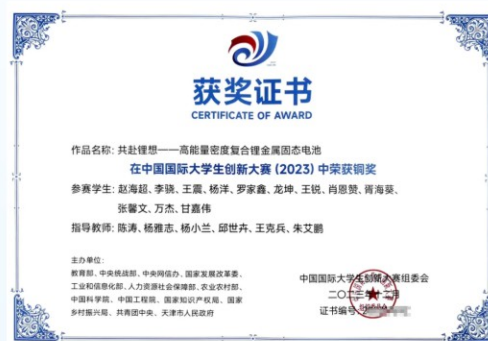 获奖证书
CERTIFICATE OF AWARD
作品名称：共赴锂想——高能量密度复合锂金属固态电池
在中国国际大学生创新大赛（2023）中荣获铜奖
参赛学生：赵海超、李骁、王震、杨洋、罗家鑫、龙坤、王锐、肖恩赞、胥海葵、
张馨文、万杰、甘嘉伟
指导教师：陈涛、杨雅志、杨小兰、邱世卉、王克兵、朱艾鹏
主办单位：
教育部、中央统战部、中央网信办、国家发展改革委、
工业和信息化部、人力资源社会保障部、农业农村部、
中国科学院、中国工程院、国家知识产权局、国家
乡村振兴局、共青团中央、天津市人民政府
中国国际大学生创新大赛组委会
二〇二三年十二月
证书编号：